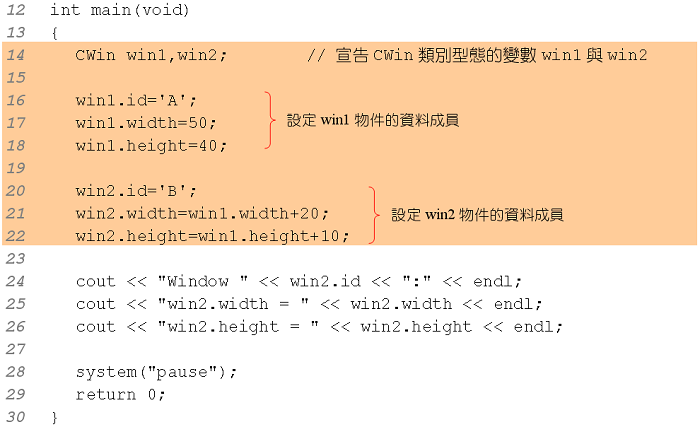 12 int main(void)
13 {
14 CWin win1,win2; // 宣告 CWin 類別型態的變數 win1 與 win2
15
16 win1.id='A';
17 win1.width=50; 設定 win1 物件的資料成員
18 win1.height=40;
19
20 win2.id='B';
21 win2.width=win1.width+20; 設定 win2 物件的資料成員
22 win2.height=win1.height+10;
23
24 cout << "Window " << win2.id << ":" << endl;
25 cout << "win2.width = " << win2.width << endl;
26 cout << "win2.height = " << win2.height << endl;
27
28 system("pause");
29 return 0;
30 }